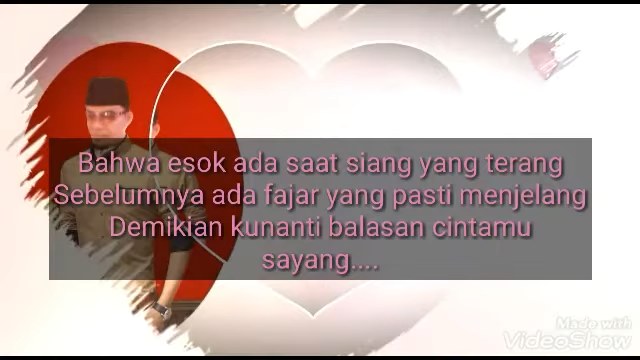 Bahwa esok ada saat siang yang terang
Sebelumnya ada fajar yang pasti menjelang
Demikian kunanti balasan cintamu
sayang....
Made with
VideoShow